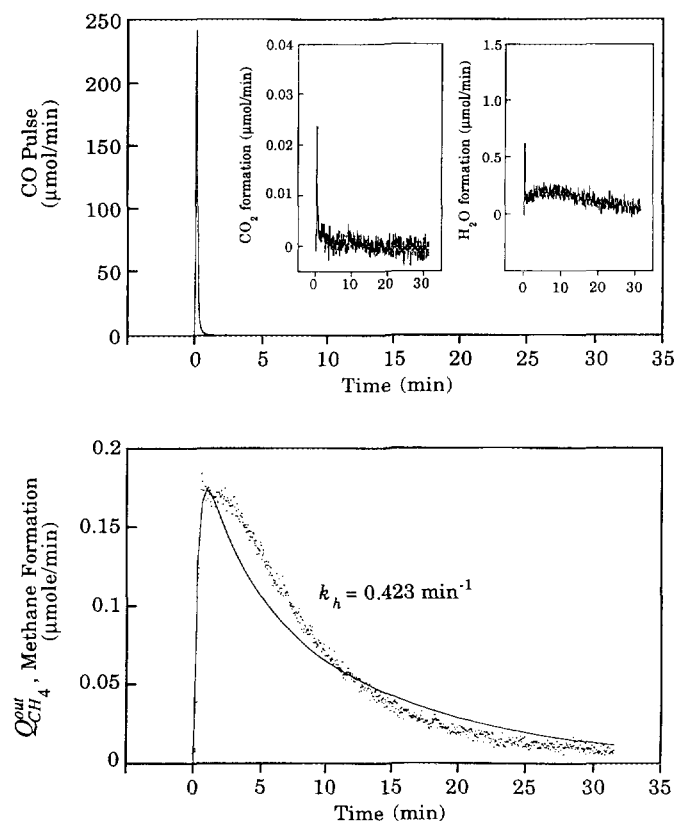 250
200
150
100
50
0
CO Pulse
(μmol/min)
0 5 10 15 20 25 30 35
Time (min)
0.04
0.03
0.02
0.01
0
CO₂ formation (μmol/min)
0 10 20 30
1.5
1.0
0.5
0
H₂O formation (μmol/min)
0 10 20 30
0.2
0.15
0.1
0.05
0
Q^{out}_{CH₄}, Methane Formation
(μmole/min)
k_h = 0.423 min⁻¹
0 5 10 15 20 25 30 35
Time (min)